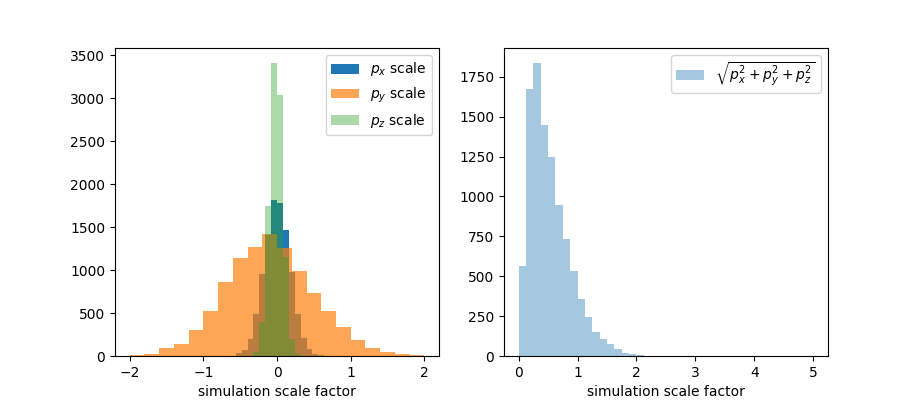 3500
3000
2500
2000
1500
1000
500
0
−2 −1 0 1 2
simulation scale factor
pₓ scale
p_y scale
p_z scale
1750
1500
1250
1000
750
500
250
0
0 1 2 3 4 5
simulation scale factor
√(p_x^2 + p_y^2 + p_z^2)